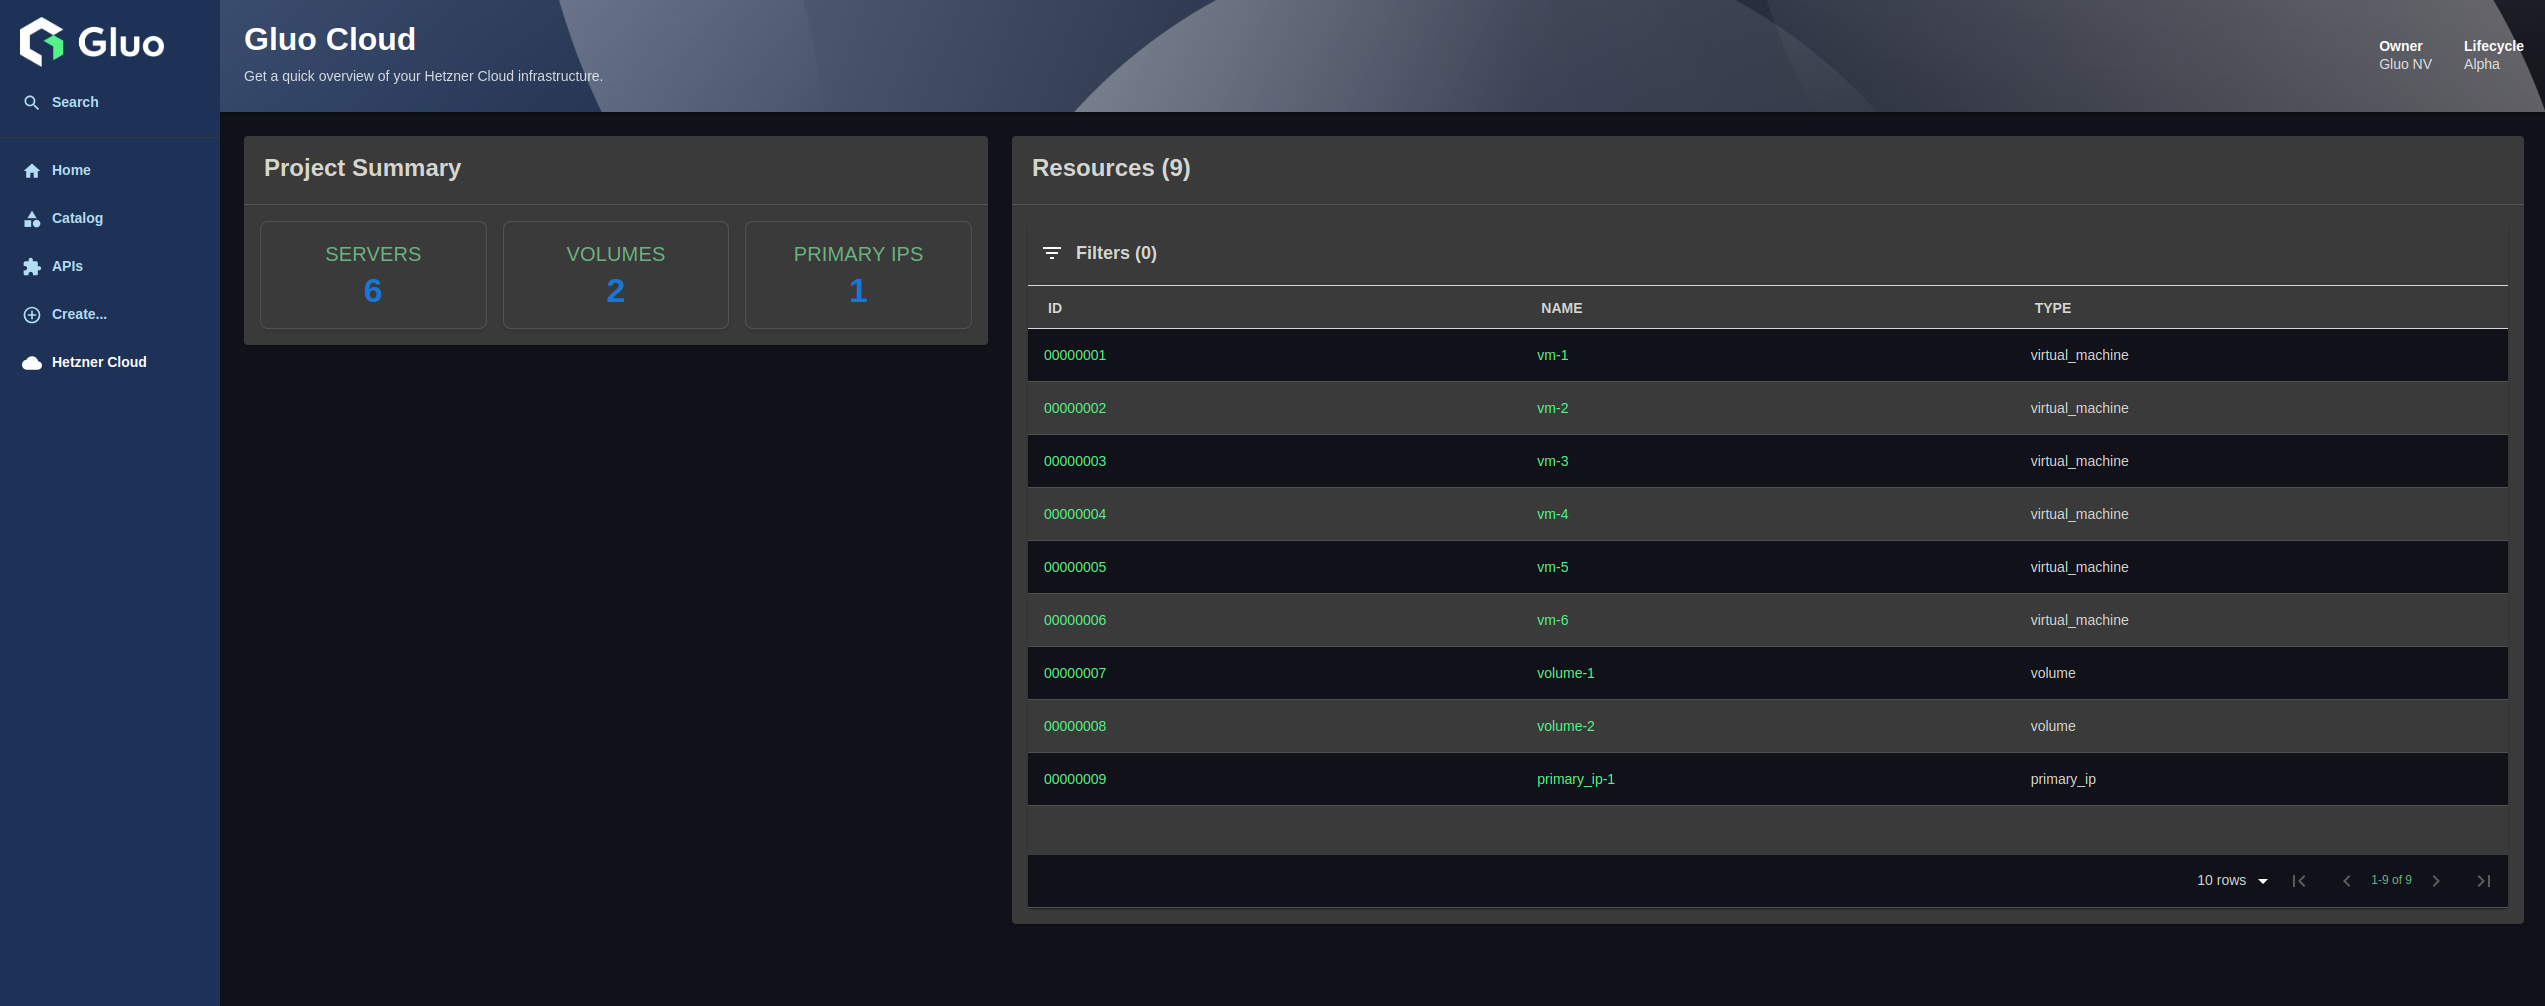 Gluo
Search
Home
Catalog
APIs
Create...
Hetzner Cloud
Gluo Cloud
Get a quick overview of your Hetzner Cloud infrastructure.
Owner Lifecycle
Gluo NV Alpha
Project Summary
SERVERS VOLUMES PRIMARY IPS
6 2 1
Resources (9)
Filters (0)
ID NAME TYPE
00000001 vm-1 virtual_machine
00000002 vm-2 virtual_machine
00000003 vm-3 virtual_machine
00000004 vm-4 virtual_machine
00000005 vm-5 virtual_machine
00000006 vm-6 virtual_machine
00000007 volume-1 volume
00000008 volume-2 volume
00000009 primary_ip-1 primary_ip
10 rows 1-9 of 9